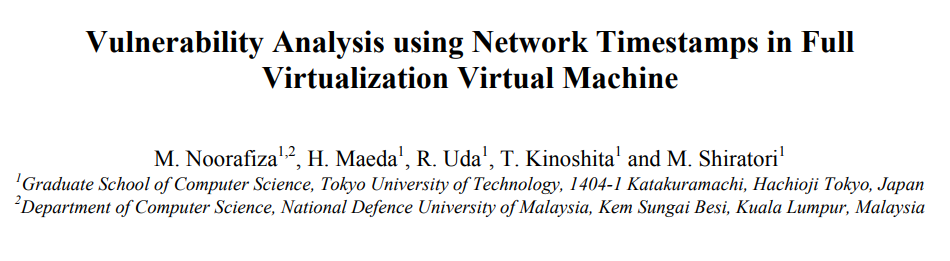 Vulnerability Analysis using Network Timestamps in Full
Virtualization Virtual Machine
M. Noorafiza1,2, H. Maeda1, R. Uda1, T. Kinoshita1 and M. Shiratori1
1Graduate School of Computer Science, Tokyo University of Technology, 1404-1 Katakuramachi, Hachioji Tokyo, Japan
2Department of Computer Science, National Defence University of Malaysia, Kem Sungai Besi, Kuala Lumpur, Malaysia